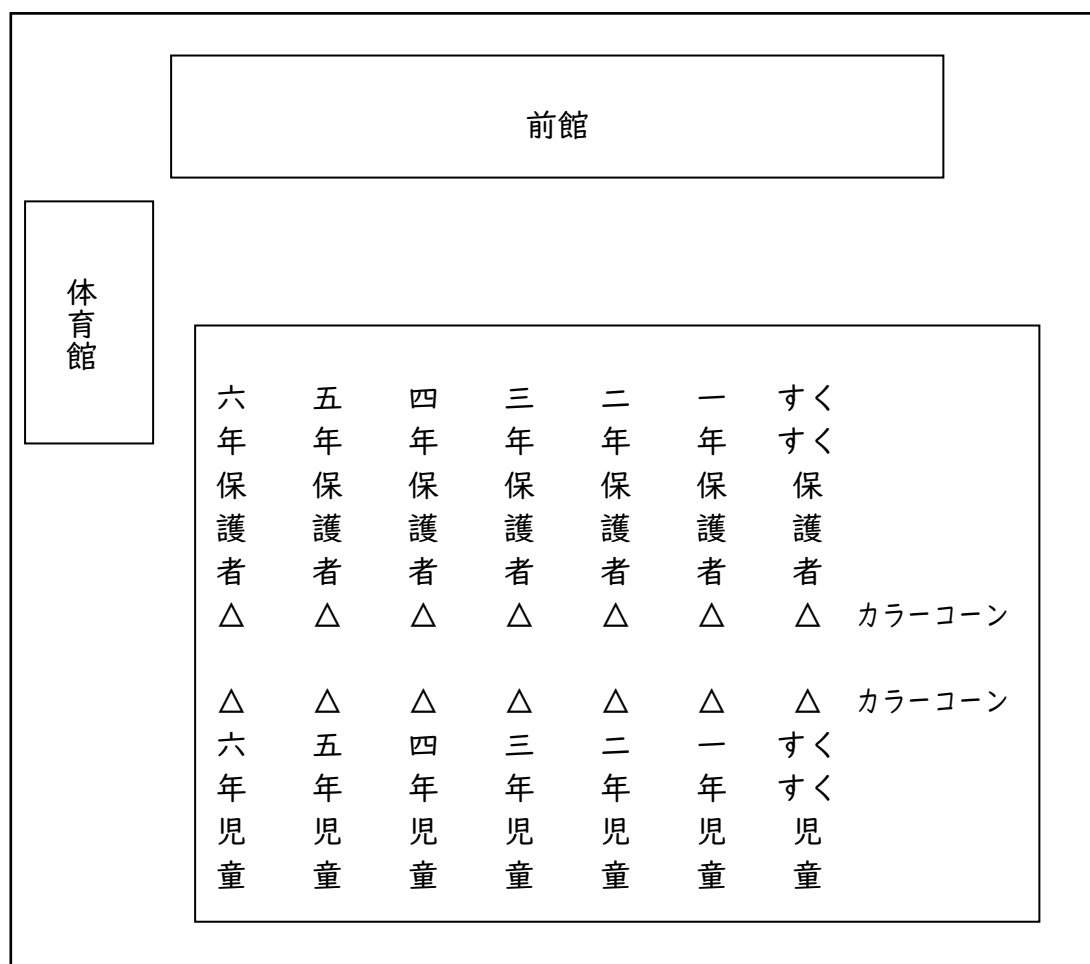 前館
体育館
六年保護者
五年保護者
四年保護者
三年保護者
二年保護者
一年保護者
すくすく保護者
△ △ △ △ △ △ △ カラーコーン
△ △ △ △ △ △ △ カラーコーン
六年児童
五年児童
四年児童
三年児童
二年児童
一年児童
すくすく児童